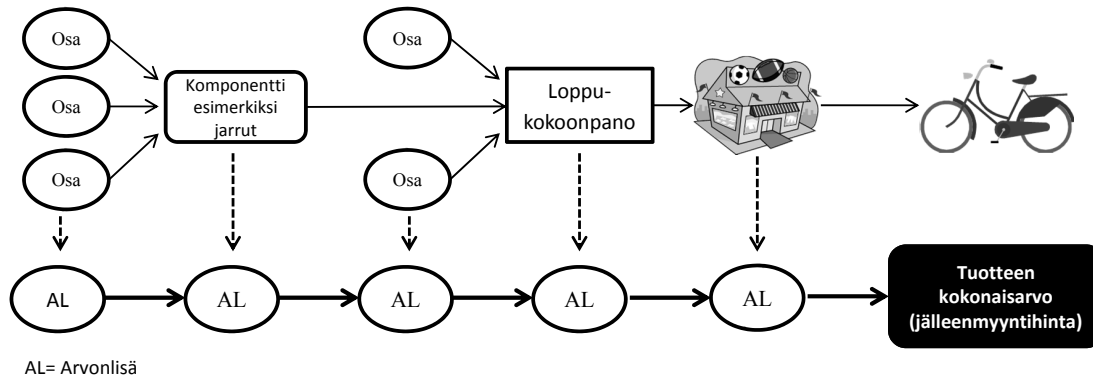 Osa
Osa
Osa
Komponentti
esimerkiksi
jarrut
Osa
Osa
Loppu-
kokoonpano
AL
AL
AL
AL
AL
Tuotteen
kokonaisarvo
(jälleenmyyntihinta)
AL= Arvonlisä